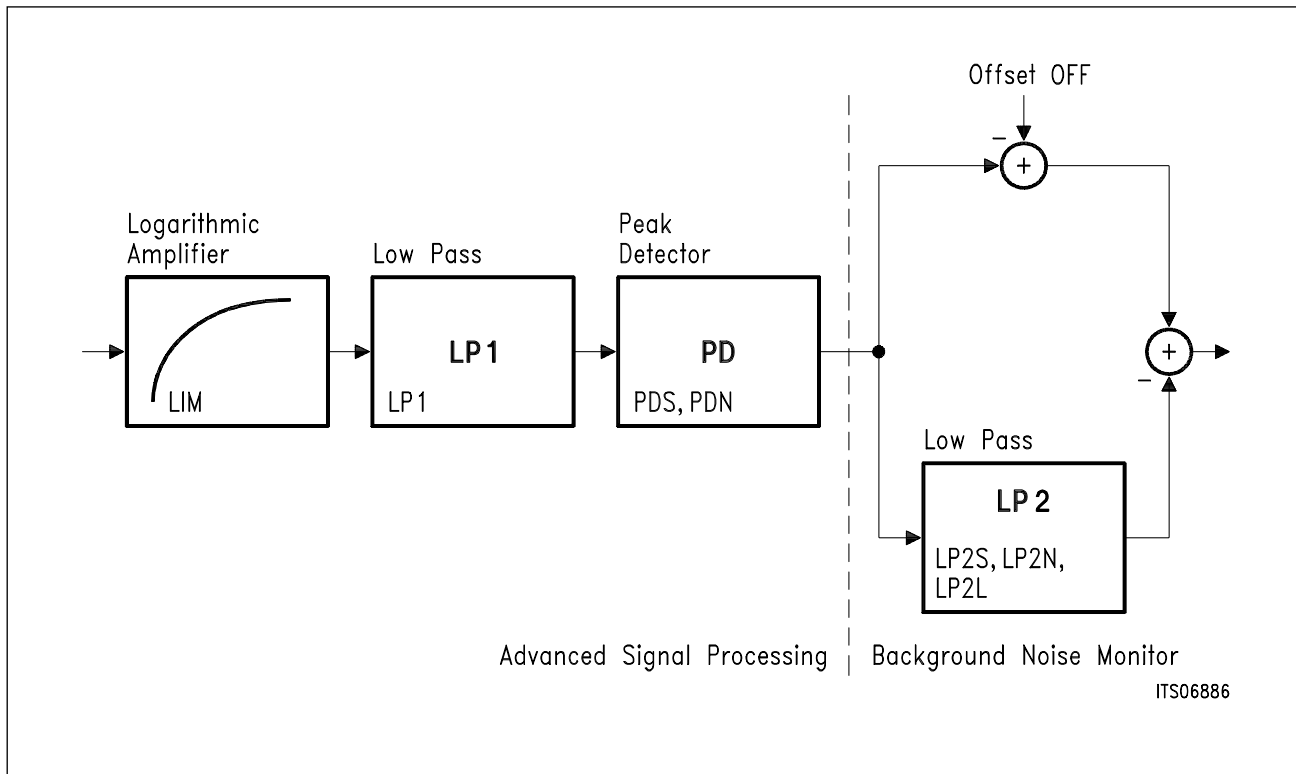 Offset OFF
−
+
Logarithmic
Amplifier
LIM
Low Pass
LP1
LP1
Peak
Detector
PD
PDS, PDN
+
−
Low Pass
LP2
LP2S, LP2N,
LP2L
Advanced Signal Processing
Background Noise Monitor
ITS06886